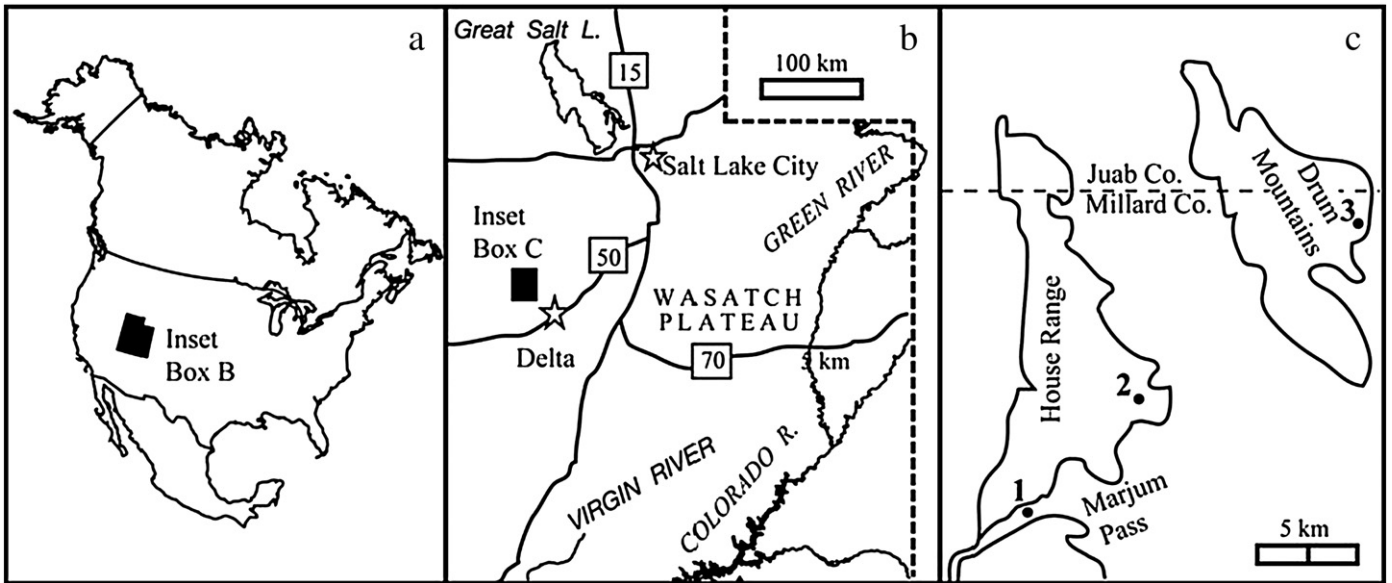 a
Inset
Box B
b
Great Salt L.
15
100 km
Salt Lake City
GREEN RIVER
Inset
Box C
50
WASATCH
PLATEAU
Delta
70
5 km
VIRGIN RIVER
COLORADO R.
c
Juab Co.
Millard Co.
Drum
Mountains
3
House Range
2
1
Marjum
Pass
5 km